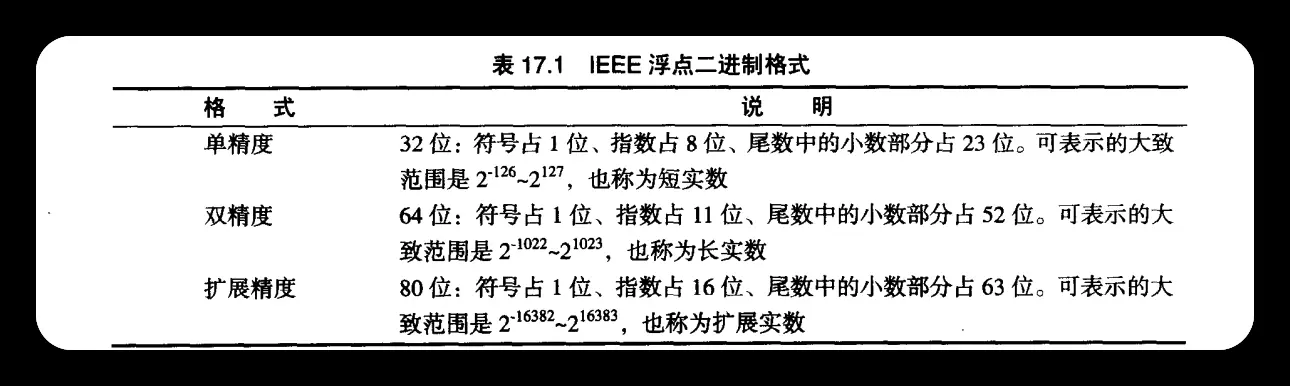 表 17.1 IEEE 浮点二进制格式
格 式 说 明
单精度 32 位：符号占 1 位、指数占 8 位、尾数中的小数部分占 23 位。可表示的大致
范围是 2⁻¹²⁶~2¹²⁷，也称为短实数
双精度 64 位：符号占 1 位、指数占 11 位、尾数中的小数部分占 52 位。可表示的大
致范围是 2⁻¹⁰²²~2¹⁰²³，也称为长实数
扩展精度 80 位：符号占 1 位、指数占 16 位、尾数中的小数部分占 63 位。可表示的大
致范围是 2⁻¹⁶³⁸²~2¹⁶³⁸³，也称为扩展实数